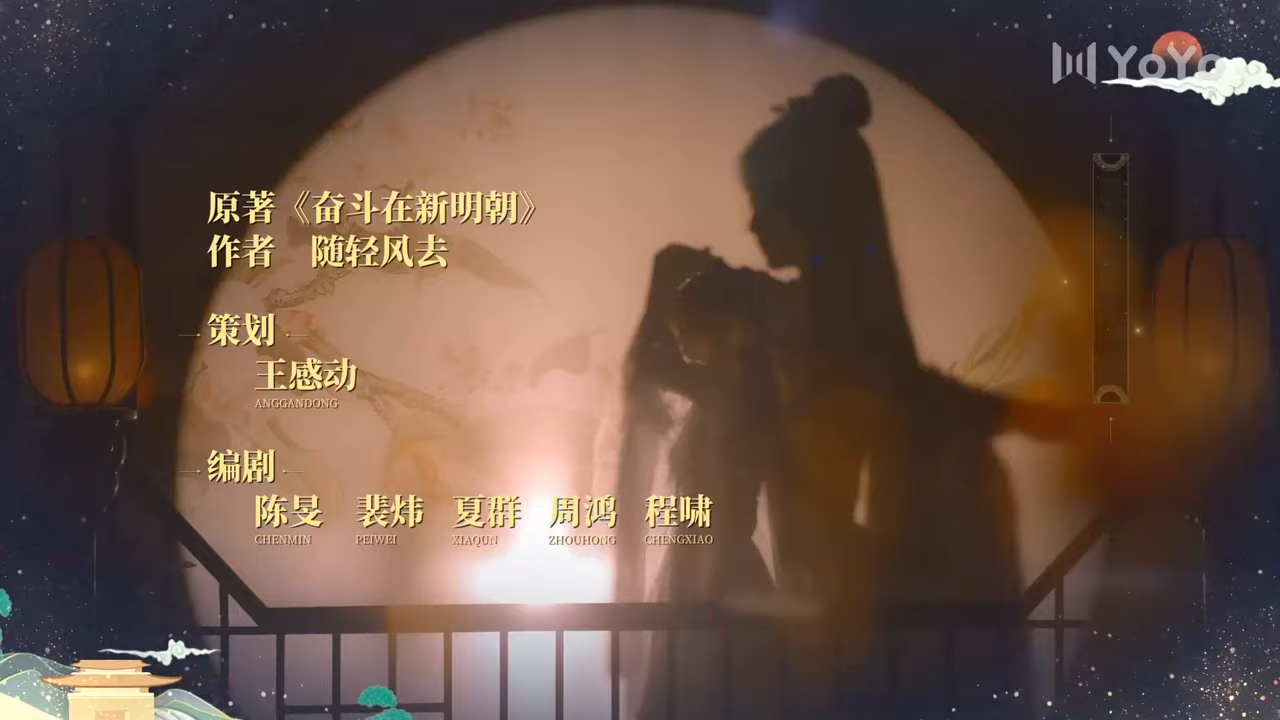 YoYo
原著《奋斗在新明朝》
作者 随轻风去
策划
王感动
ANGGANDONG
编剧
陈旻 裴炜 夏群 周鸿 程啸
CHENMIN PEIWEI XIAQUN ZHOUHONG CHENGXIAO